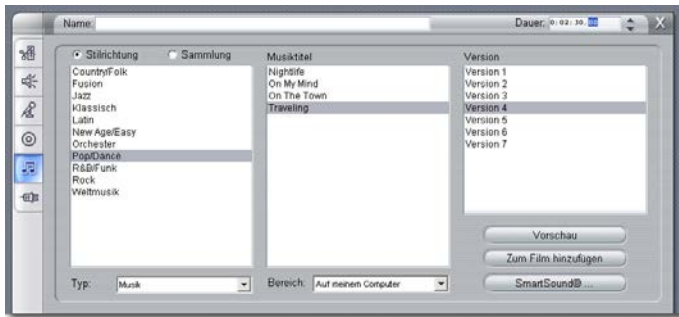 Name:
Dauer: 0:02:30.00
X
Stilrichtung
Sammlung
Country/Folk
Fusion
Jazz
Klassisch
Latin
New Age/Easy
Orchester
Pop/Dance
R&B/Funk
Rock
Weltmusik
Musiktitel
Nightlife
On My Mind
On The Town
Traveling
Version
Version 1
Version 2
Version 3
Version 4
Version 5
Version 6
Version 7
Vorschau
Zum Film hinzufügen
SmartSound® ...
Typ: Musik
Bereich: Auf meinem Computer